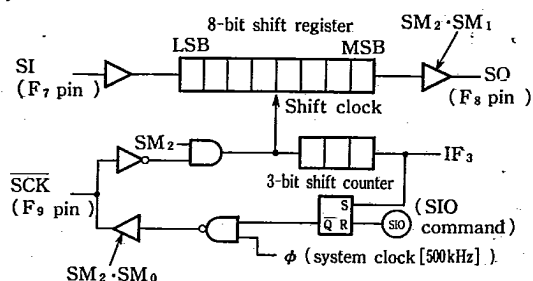 8-bit shift register
SM₂·SM₁
LSB
MSB
SI
(F₇ pin)
SO
(F₈ pin)
Shift clock
SM₂
IF₃
3-bit shift counter
SCK
(F₉ pin)
S
Q R
SIO
(SIO command)
φ (system clock [500kHz])
SM₂·SM₀